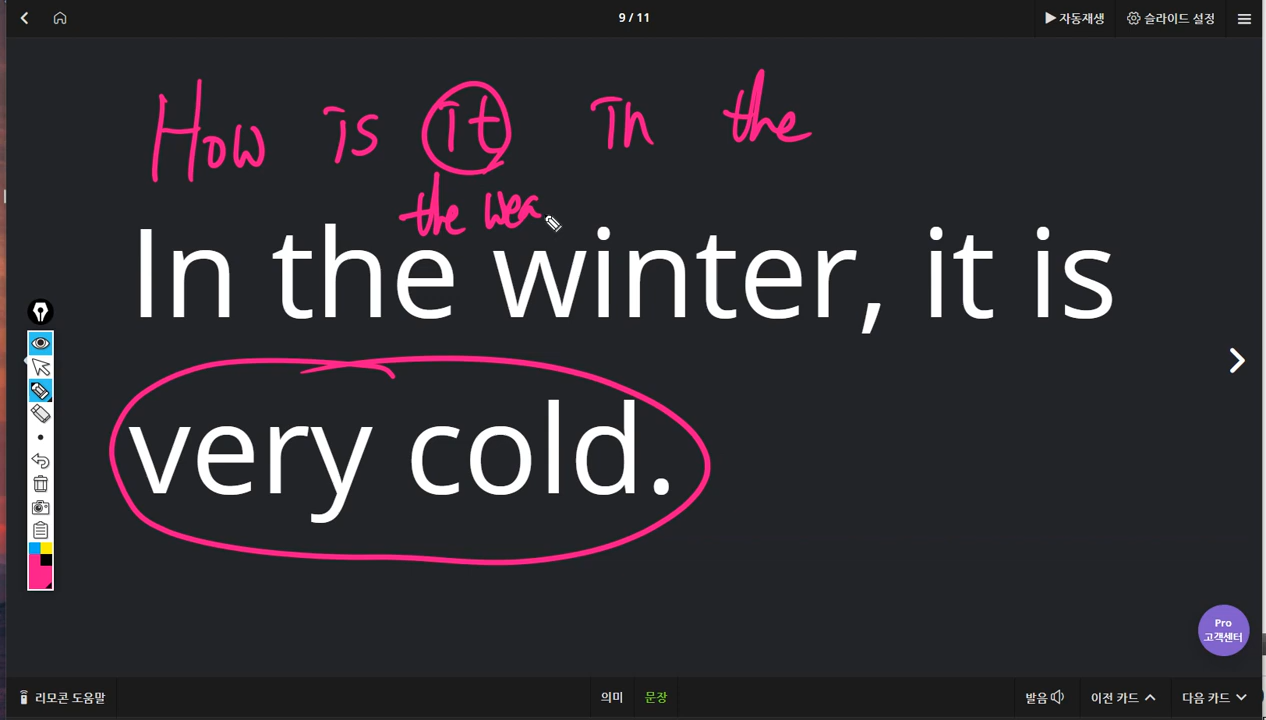 9 / 11
▶자동재생
슬라이드 설정
How is it in the
the wea
In the winter, it is
very cold.
Pro
고객센터
리모콘 도움말
의미
문장
발음
이전 카드
다음 카드